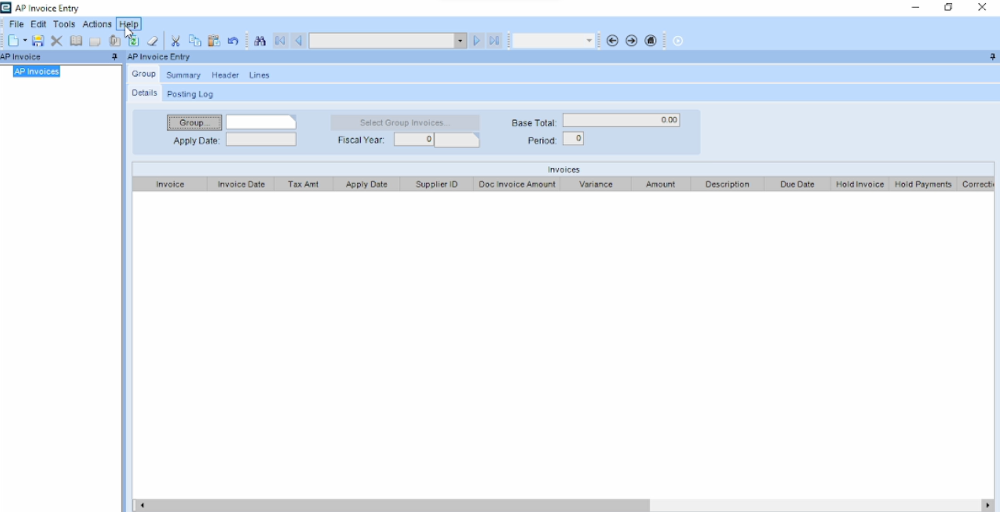 AP Invoice Entry
File Edit Tools Actions Help
AP Invoice
AP Invoice Entry
AP Invoices
Group Summary Header Lines
Details Posting Log
Group... Select Group Invoices... Base Total: 0.00
Apply Date: Fiscal Year: 0 Period: 0
Invoices
Invoice Invoice Date Tax Amt Apply Date Supplier ID Doc Invoice Amount Variance Amount Description Due Date Hold Invoice Hold Payments Correcti